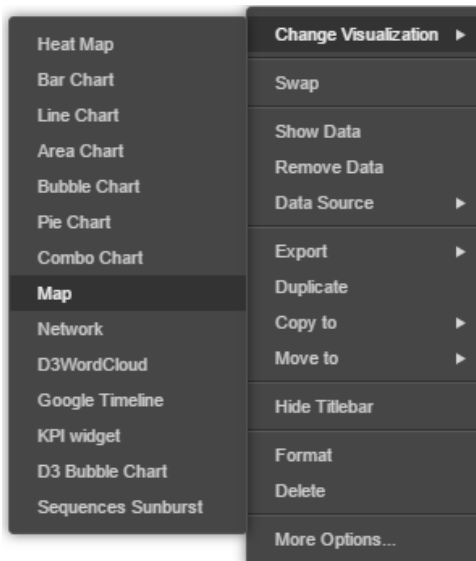 Heat Map
Bar Chart
Line Chart
Area Chart
Bubble Chart
Pie Chart
Combo Chart
Map
Network
D3WordCloud
Google Timeline
KPI widget
D3 Bubble Chart
Sequences Sunburst
Change Visualization
Swap
Show Data
Remove Data
Data Source
Export
Duplicate
Copy to
Move to
Hide Titlebar
Format
Delete
More Options...